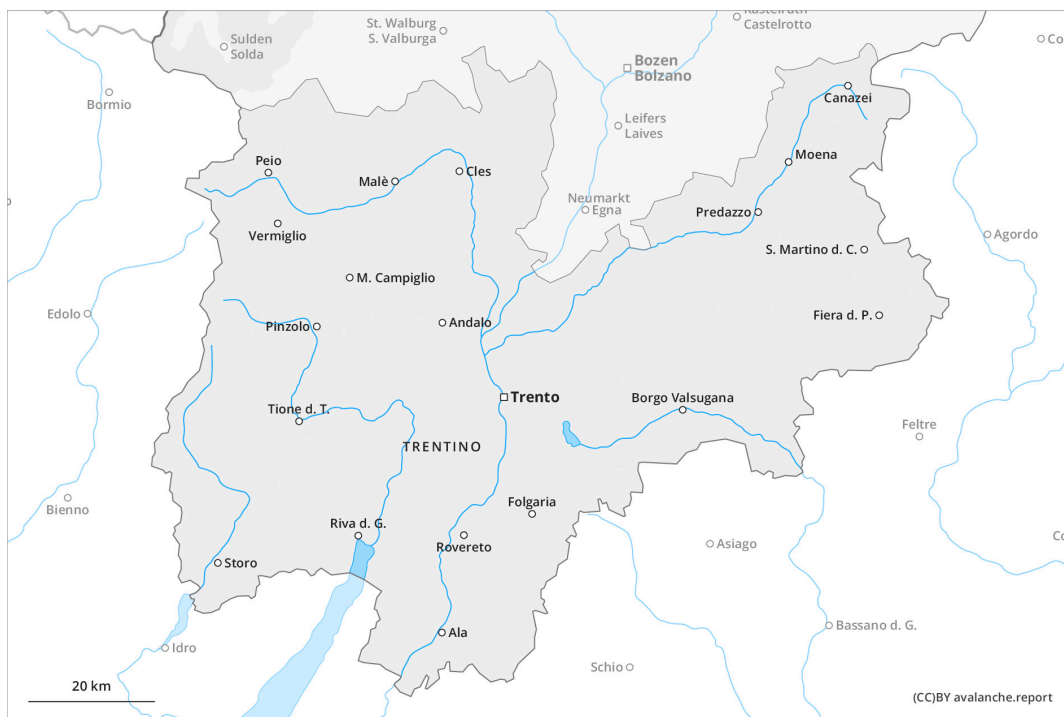 Kastelruth
Castelrotto
St. Walburg
S. Valburga
Sulden
Solda
Bozen
Bolzano
Bormio
Canazei
Leifers
Laives
Moena
Peio
Cles
Malè
Neumarkt
Egna
Predazzo
Vermiglio
Agordo
S. Martino d. C.
M. Campiglio
Edolo
Fiera d. P.
Pinzolo
Andalo
Trento
Borgo Valsugana
Tione d. T.
Feltre
TRENTINO
Bienno
Folgaria
Riva d. G.
Rovereto
Asiago
Storo
Ala
Bassano d. G.
Idro
Schio
20 km
(CC)BY avalanche.report